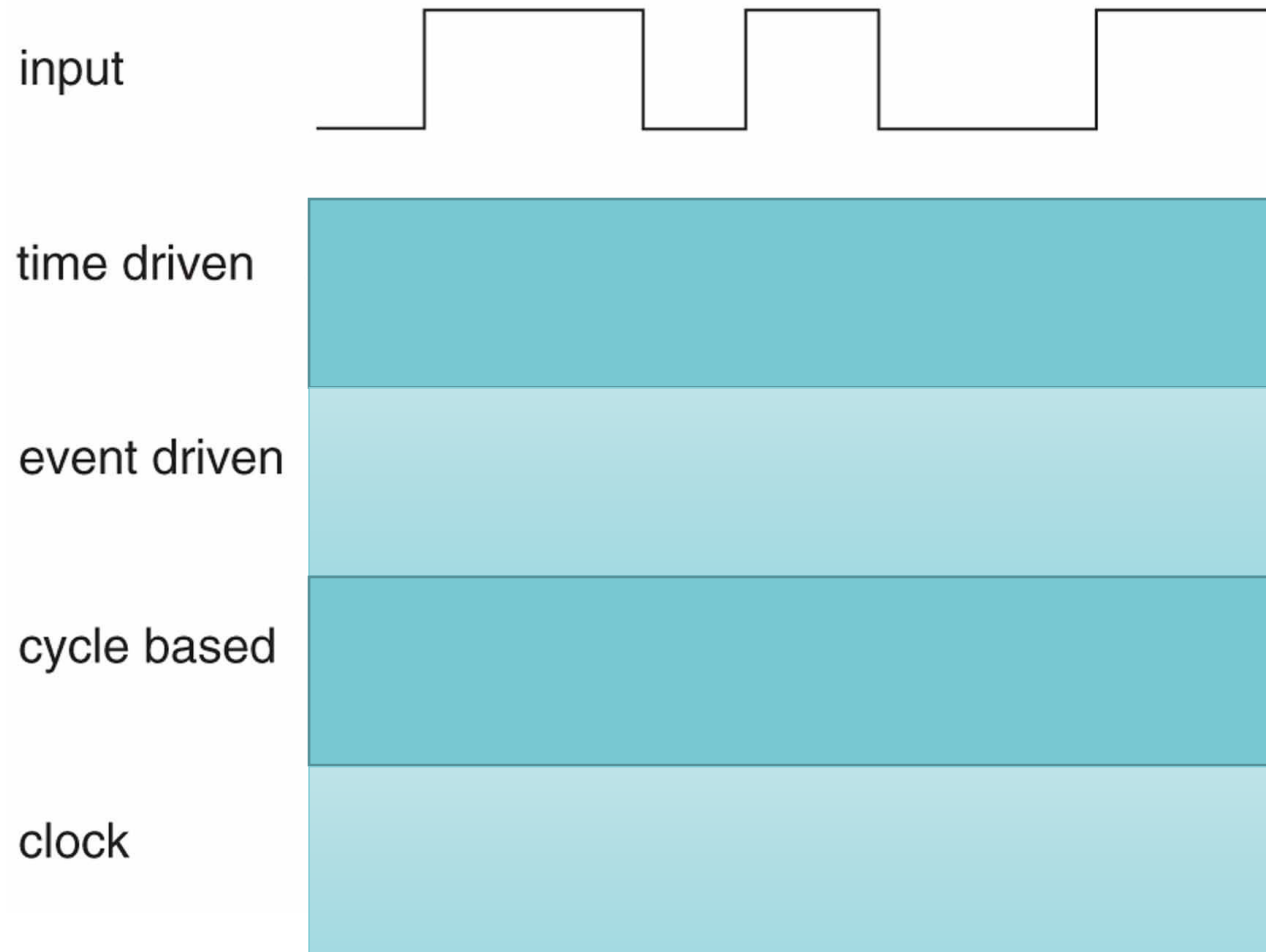 input
time driven
event driven
cycle based
clock